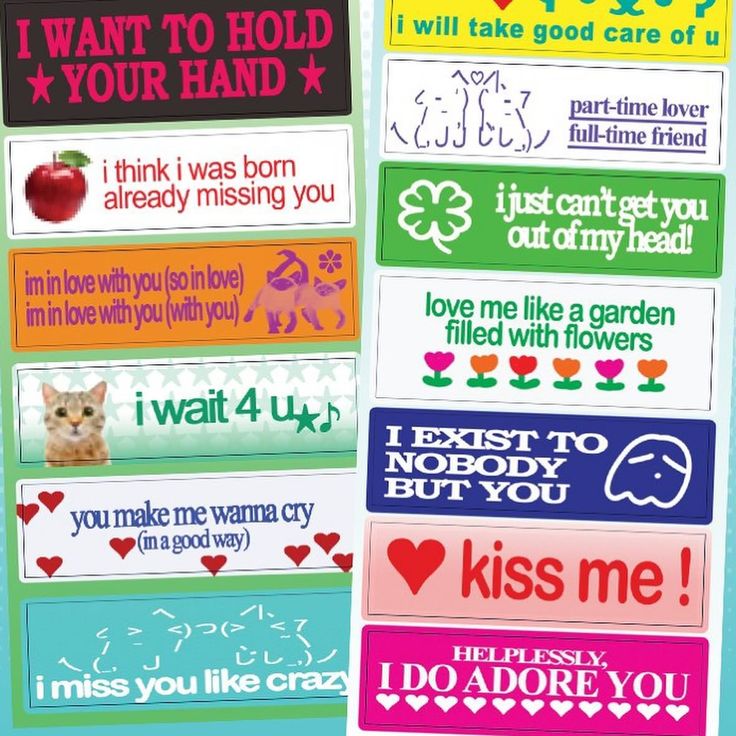 I WANT TO HOLD
YOUR HAND
i think i was born
already missing you
im in love with you (so in love)
im in love with you (with you)
i wait 4 u
you make me wanna cry
(in a good way)
i miss you like crazy
i will take good care of u
part-time lover
full-time friend
i just can't get you
out of my head!
love me like a garden
filled with flowers
I EXIST TO
NOBODY
BUT YOU
kiss me !
HELPLESSLY,
I DO ADORE YOU